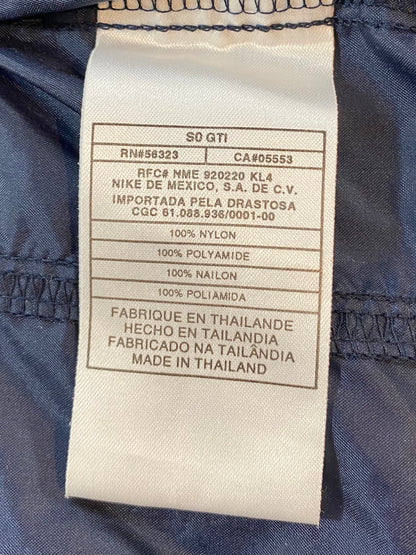 S0 GTI
RN#56323 CA#05553
RFC# NME 920220 KL4
NIKE DE MEXICO, S.A. DE C.V.
IMPORTADA PELA DRASTOSA
CGC 61.088.936/0001-00
100% NYLON
100% POLYAMIDE
100% NAILON
100% POLIAMIDA
FABRIQUE EN THAILANDE
HECHO EN TAILANDIA
FABRICADO NA TAILÂNDIA
MADE IN THAILAND